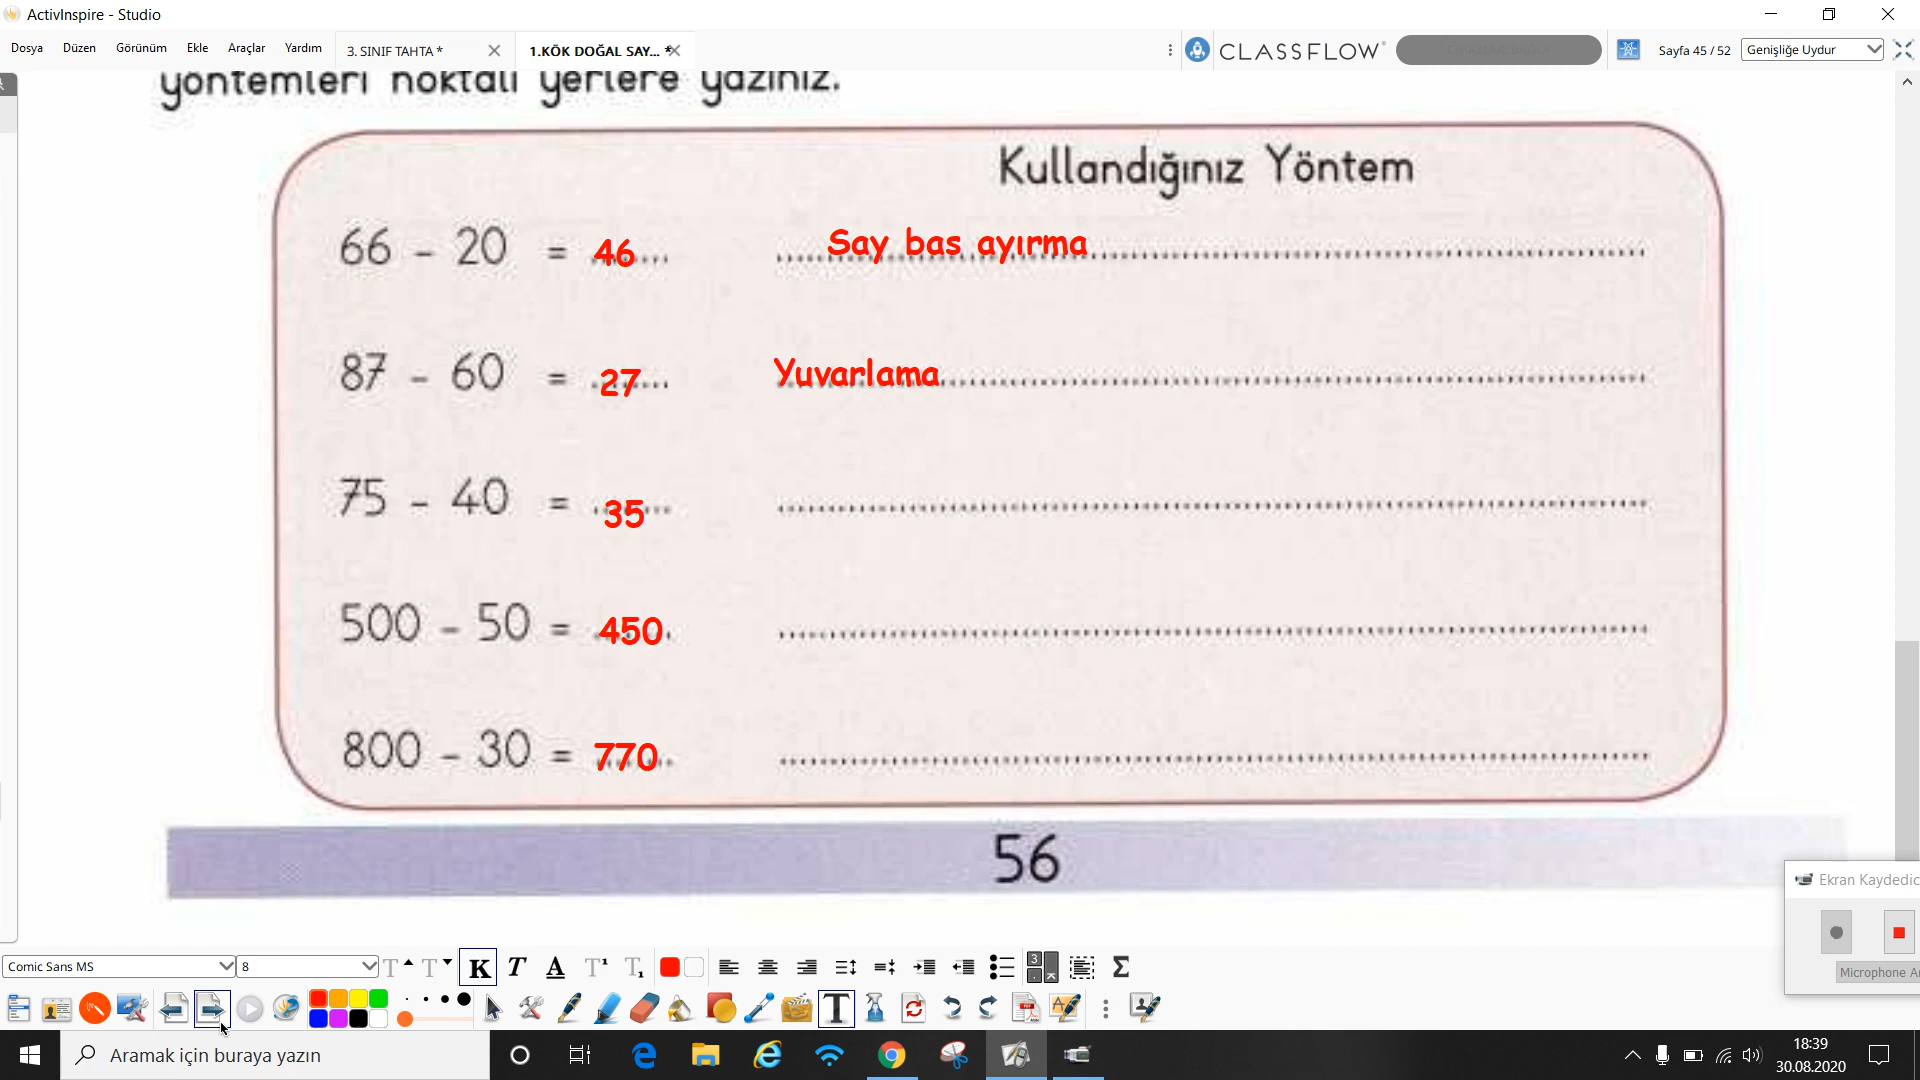 ActivInspire - Studio
Dosya Düzen Görünüm Ekle Araçlar Yardım 3. SINIF TAHTA * 1.KÖK DOĞAL SAY... * CLASSFLOW Sayfa 45 / 52 Genişliğe Uydur
yöntemleri noktalı yerlere yazınız.
Kullandığınız Yöntem
66 - 20 = 46 Say bas ayırma
87 - 60 = 27 Yuvarlama
75 - 40 = 35
500 - 50 = 450
800 - 30 = 770
56
Ekran Kaydedic
Microphone Ar
Comic Sans MS 8
Aramak için buraya yazın
18:39
30.08.2020